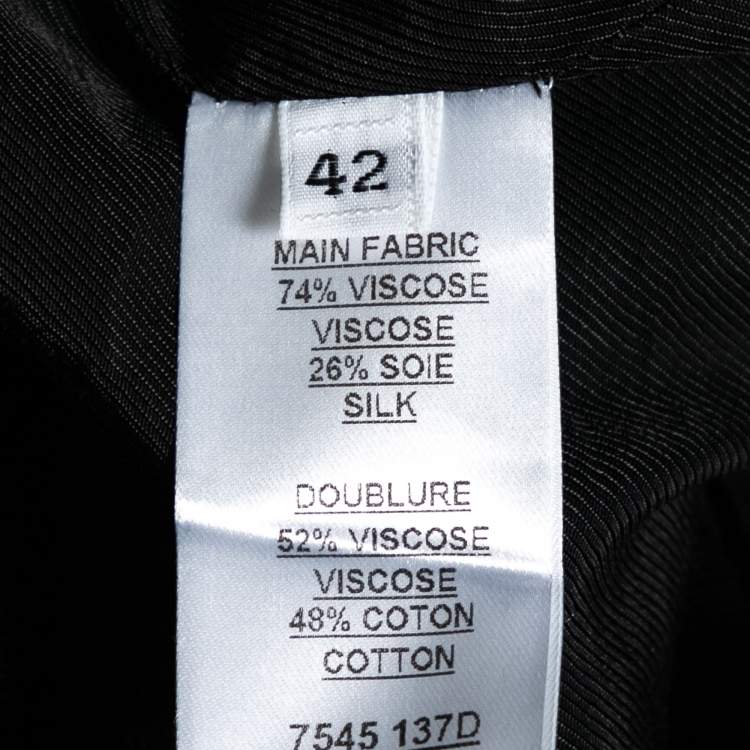 42
MAIN FABRIC
74% VISCOSE
VISCOSE
26% SOIE
SILK
DOUBLURE
52% VISCOSE
VISCOSE
48% COTON
COTTON
7545 137D